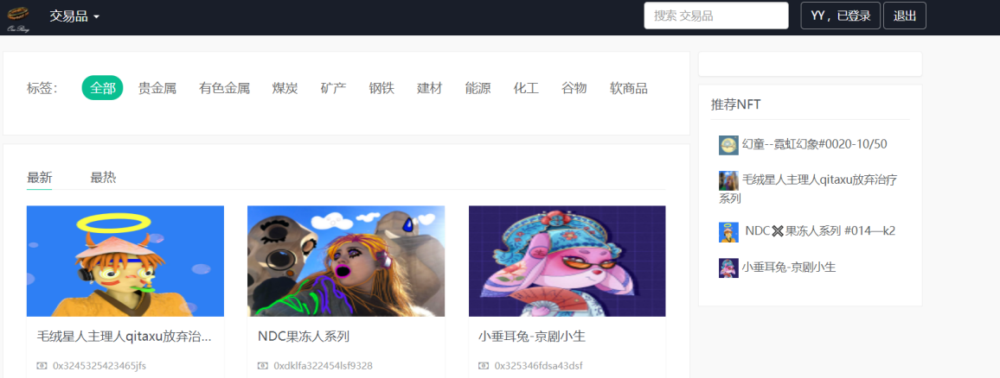 One Ring
交易品
搜索 交易品
YY ，已登录
退出
标签： 全部 贵金属 有色金属 煤炭 矿产 钢铁 建材 能源 化工 谷物 软商品
最新 最热
毛绒星人主理人qitaxu放弃治...
NDC果冻人系列
小垂耳兔-京剧小生
0x3245325423465jfs
0xdklfa322454lsf9328
0x325346fdsa43dsf
推荐NFT
幻童--霓虹幻象#0020-10/50
毛绒星人主理人qitaxu放弃治疗
系列
NDC✖果冻人系列 #014—k2
小垂耳兔-京剧小生